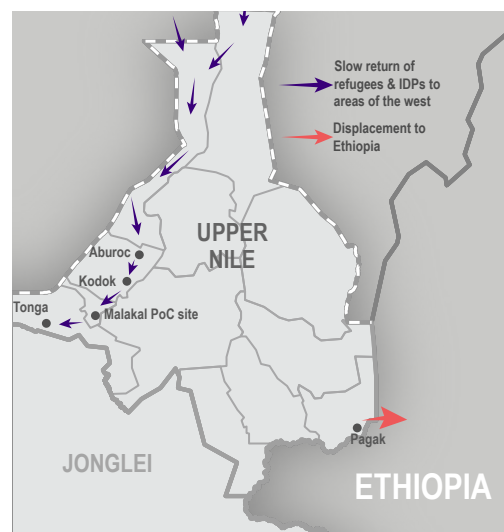 Slow return of
refugees & IDPs to
areas of the west
Displacement to
Ethiopia
UPPER
NILE
Aburoc
Kodok
Tonga
Malakal PoC site
Pagak
JONGLEI
ETHIOPIA